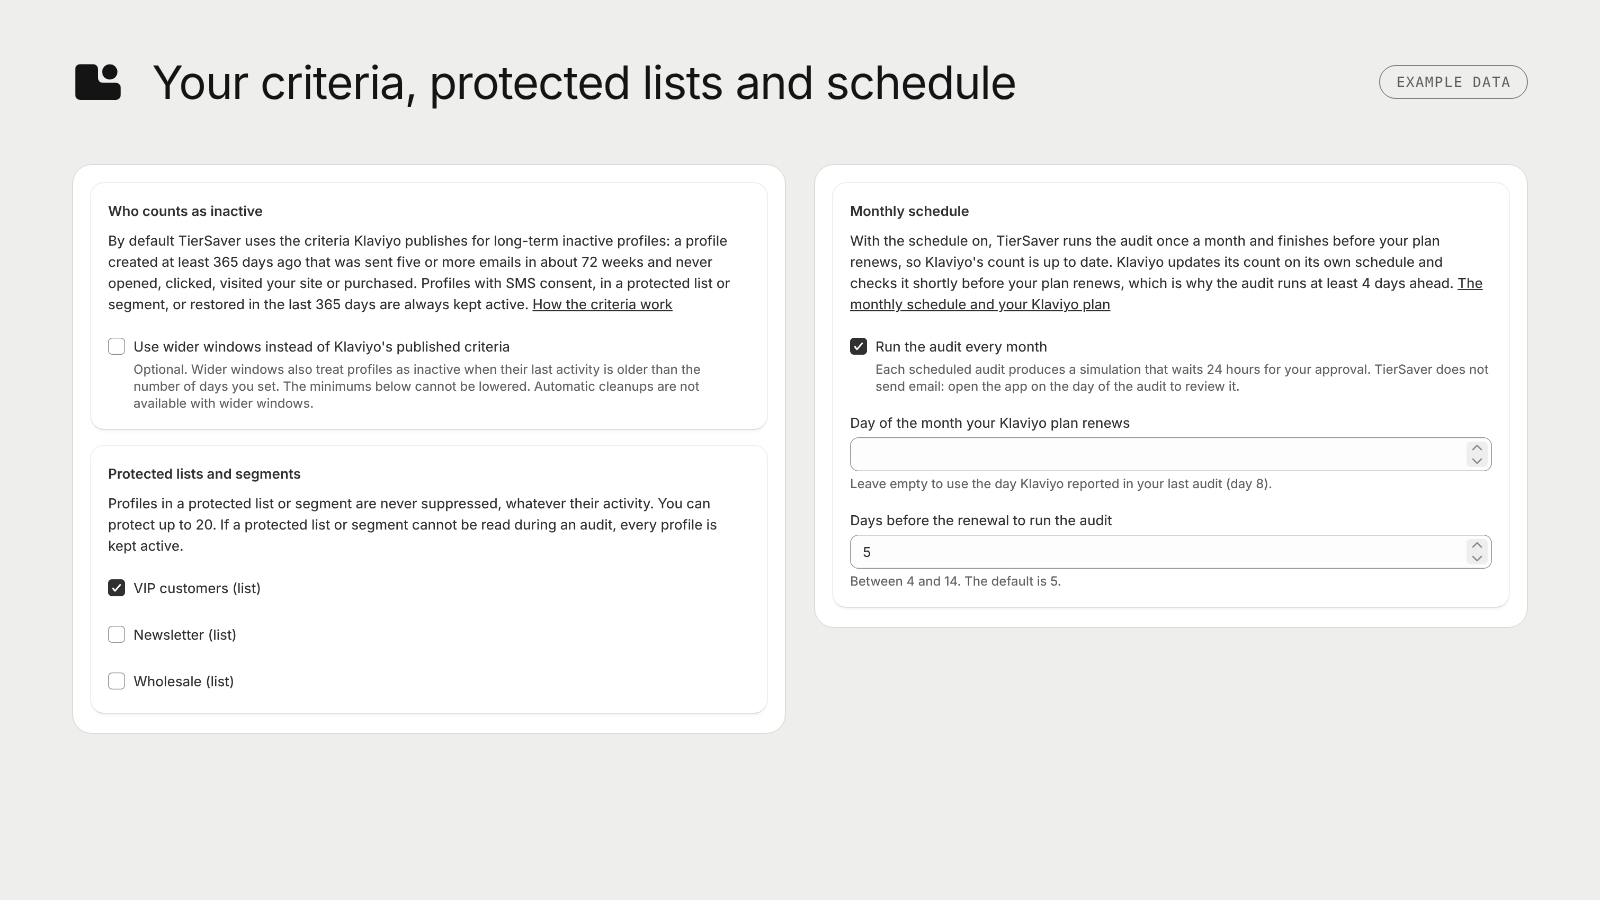 Your criteria, protected lists and schedule
EXAMPLE DATA
Who counts as inactive
By default TierSaver uses the criteria Klaviyo publishes for long-term inactive profiles: a profile
created at least 365 days ago that was sent five or more emails in about 72 weeks and never
opened, clicked, visited your site or purchased. Profiles with SMS consent, in a protected list or
segment, or restored in the last 365 days are always kept active. How the criteria work
Use wider windows instead of Klaviyo's published criteria
Optional. Wider windows also treat profiles as inactive when their last activity is older than the
number of days you set. The minimums below cannot be lowered. Automatic cleanups are not
available with wider windows.
Protected lists and segments
Profiles in a protected list or segment are never suppressed, whatever their activity. You can
protect up to 20. If a protected list or segment cannot be read during an audit, every profile is
kept active.
VIP customers (list)
Newsletter (list)
Wholesale (list)
Monthly schedule
With the schedule on, TierSaver runs the audit once a month and finishes before your plan
renews, so Klaviyo's count is up to date. Klaviyo updates its count on its own schedule and
checks it shortly before your plan renews, which is why the audit runs at least 4 days ahead. The
monthly schedule and your Klaviyo plan
Run the audit every month
Each scheduled audit produces a simulation that waits 24 hours for your approval. TierSaver does not
send email: open the app on the day of the audit to review it.
Day of the month your Klaviyo plan renews
Leave empty to use the day Klaviyo reported in your last audit (day 8).
Days before the renewal to run the audit
5
Between 4 and 14. The default is 5.